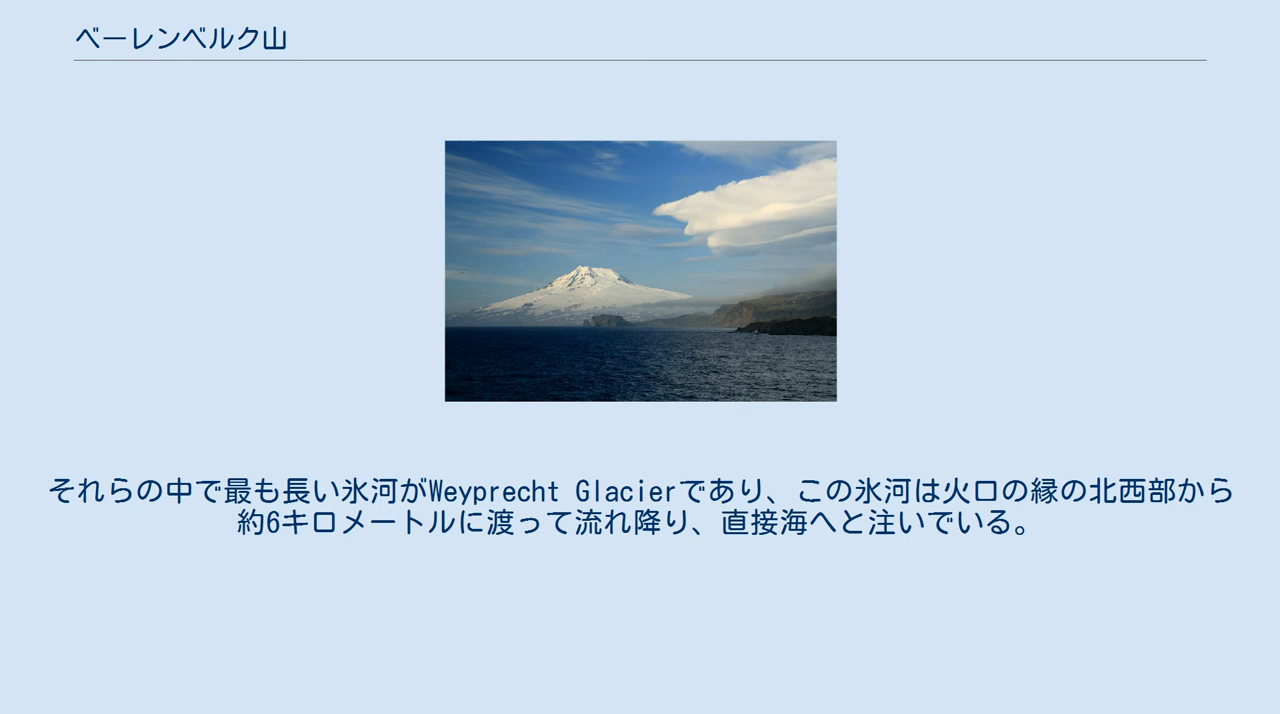 ベーレンベルク山
それらの中で最も長い氷河がWeyprecht Glacierであり、この氷河は火口の縁の北西部から
約6キロメートルに渡って流れ降り、直接海へと注いでいる。